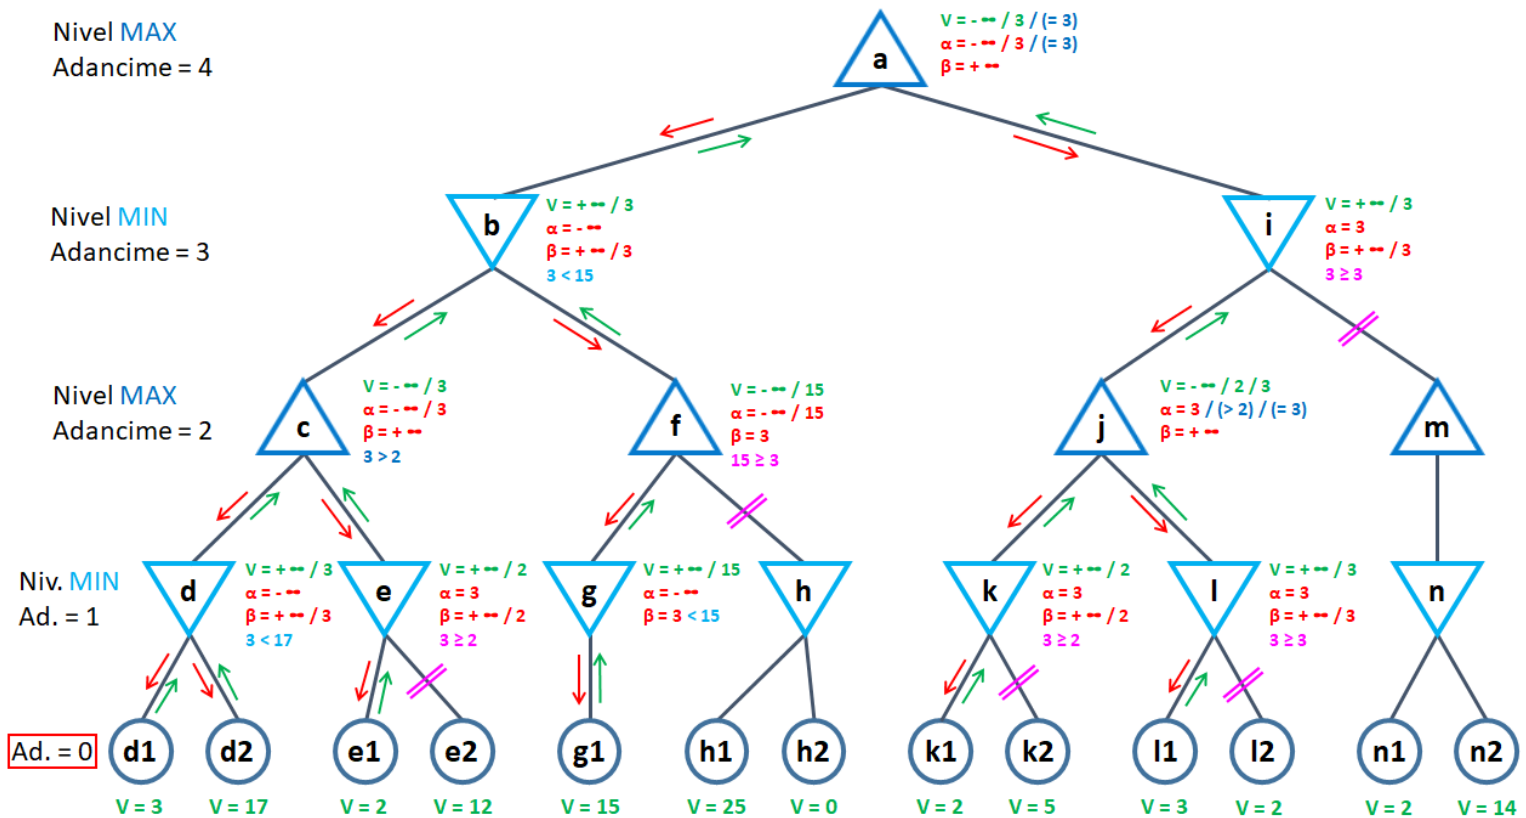 Nivel MAX
Adancime = 4
a
V = - ∞ / 3 / (= 3)
α = - ∞ / 3 / (= 3)
β = + ∞
Nivel MIN
Adancime = 3
b
V = + ∞ / 3
α = - ∞
β = + ∞ / 3
3 < 15
i
V = + ∞ / 3
α = 3
β = + ∞ / 3
3 ≥ 3
Nivel MAX
Adancime = 2
c
V = - ∞ / 3
α = - ∞ / 3
β = + ∞
3 > 2
f
V = - ∞ / 15
α = - ∞ / 15
β = 3
15 ≥ 3
j
V = - ∞ / 2 / 3
α = 3 / (> 2) / (= 3)
β = + ∞
m
Niv. MIN
Ad. = 1
d
V = + ∞ / 3
α = - ∞
β = + ∞ / 3
3 < 17
e
V = + ∞ / 2
α = 3
β = + ∞ / 2
3 ≥ 2
g
V = + ∞ / 15
α = - ∞
β = 3 < 15
h
k
V = + ∞ / 2
α = 3
β = + ∞ / 2
3 ≥ 2
l
V = + ∞ / 3
α = 3
β = + ∞ / 3
3 ≥ 3
n
Ad. = 0
d1 d2 e1 e2 g1 h1 h2 k1 k2 l1 l2 n1 n2
V = 3 V = 17 V = 2 V = 12 V = 15 V = 25 V = 0 V = 2 V = 5 V = 3 V = 2 V = 2 V = 14